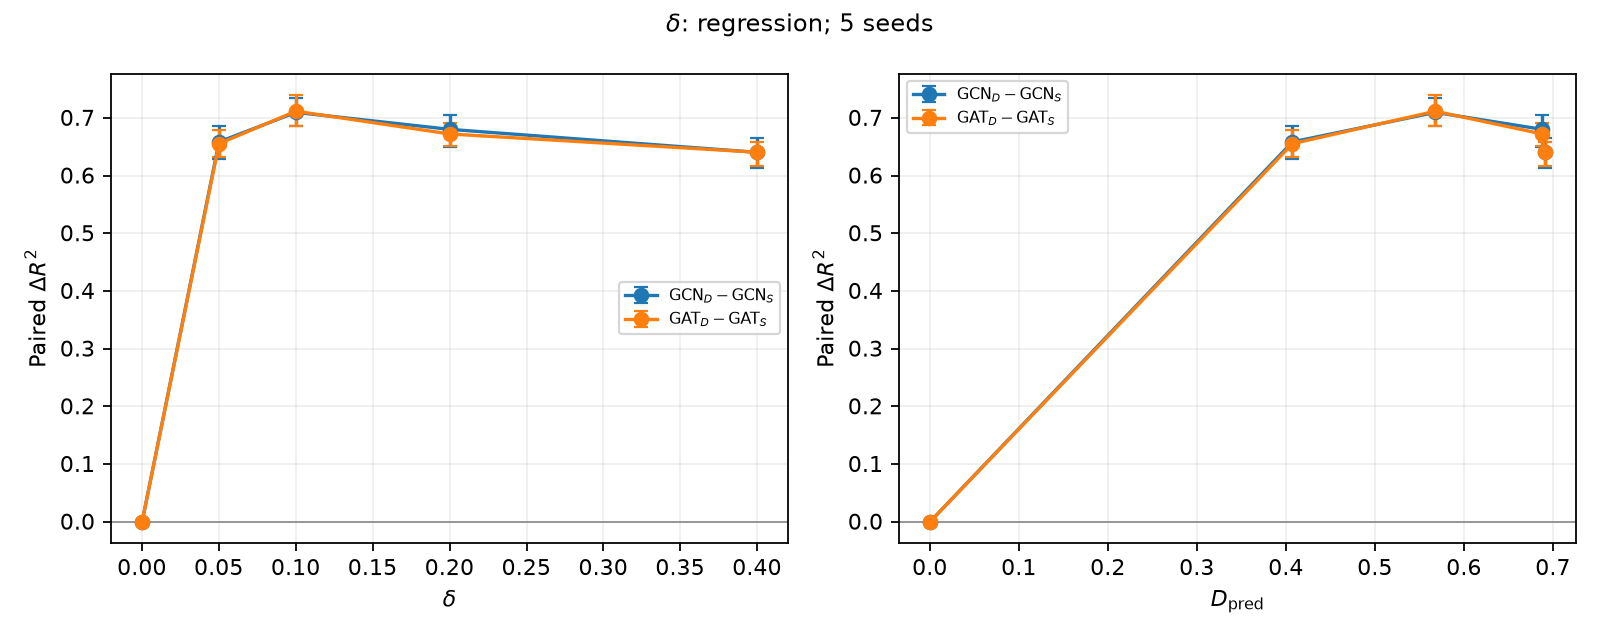 δ: regression; 5 seeds
Paired ΔR²
0.7
0.6
0.5
0.4
0.3
0.2
0.1
0.0
GCN_D − GCN_S
GAT_D − GAT_S
0.00 0.05 0.10 0.15 0.20 0.25 0.30 0.35 0.40
δ
Paired ΔR²
0.7
0.6
0.5
0.4
0.3
0.2
0.1
0.0
GCN_D − GCN_S
GAT_D − GAT_S
0.0 0.1 0.2 0.3 0.4 0.5 0.6 0.7
D_pred